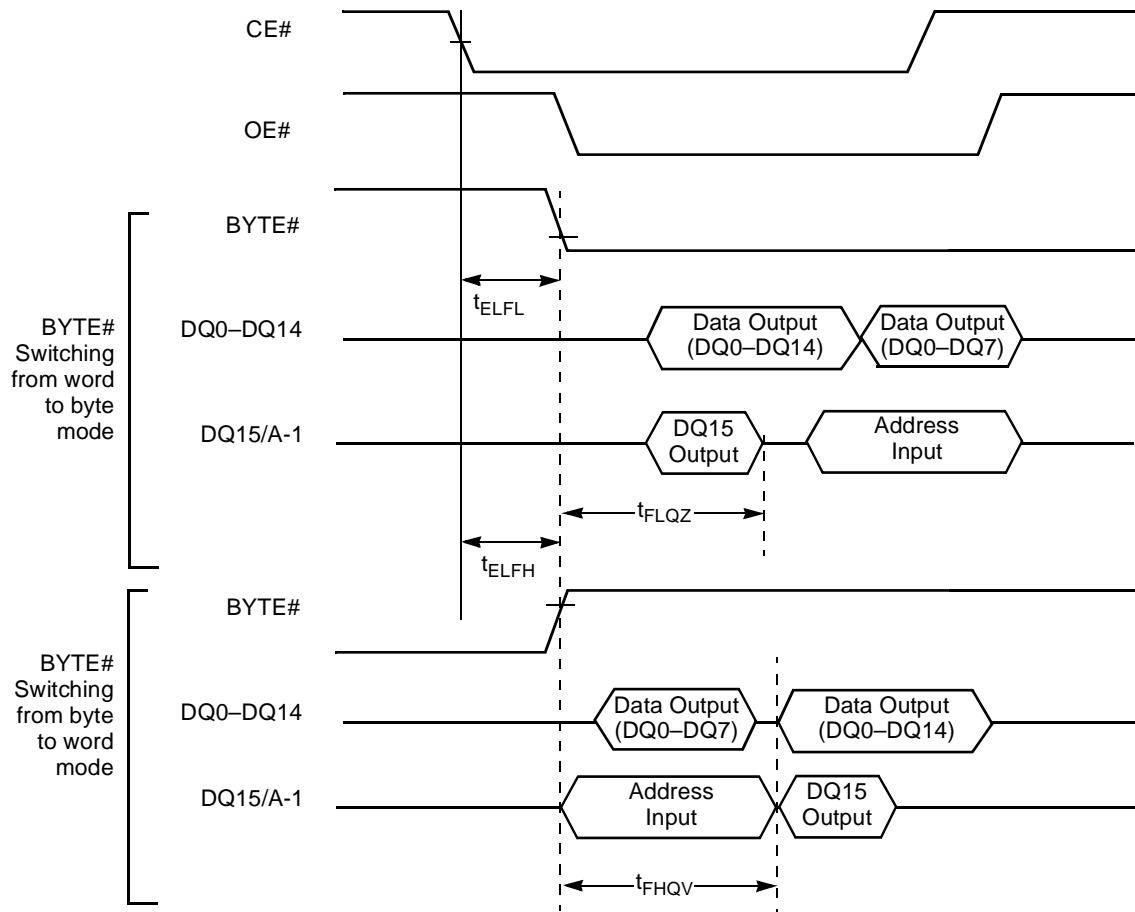 CE#
OE#
BYTE#
tELFL
BYTE#
Switching
from word
to byte
mode
DQ0–DQ14
Data Output
(DQ0–DQ14)
Data Output
(DQ0–DQ7)
DQ15/A-1
DQ15
Output
Address
Input
tFLQZ
tELFH
BYTE#
BYTE#
Switching
from byte
to word
mode
DQ0–DQ14
Data Output
(DQ0–DQ7)
Data Output
(DQ0–DQ14)
DQ15/A-1
Address
Input
DQ15
Output
tFHQV